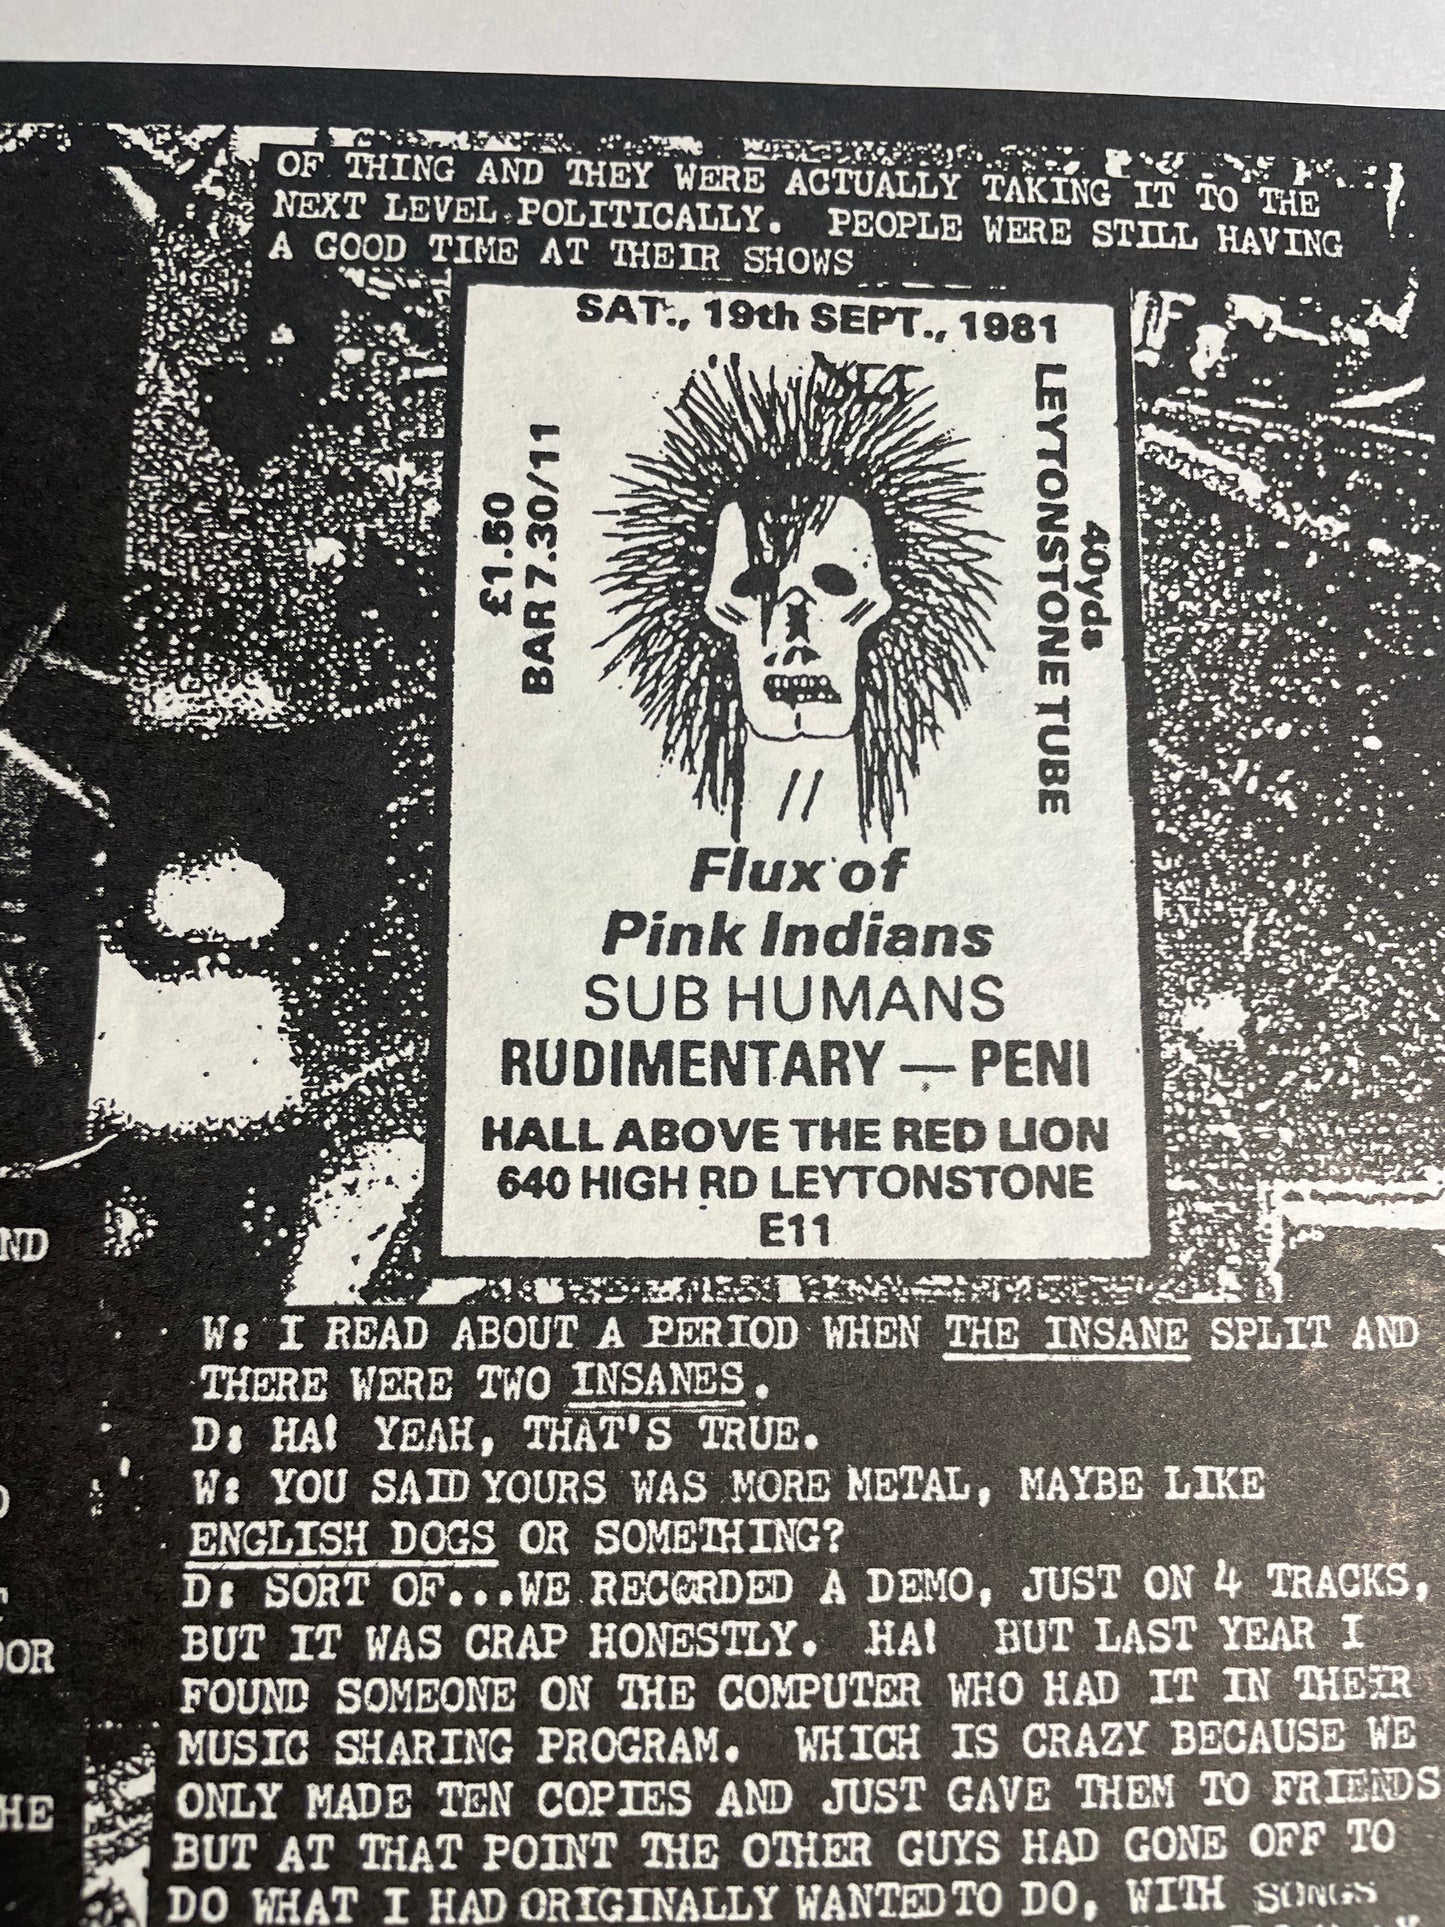 OF THING AND THEY WERE ACTUALLY TAKING IT TO THE
NEXT LEVEL POLITICALLY. PEOPLE WERE STILL HAVING
A GOOD TIME AT THEIR SHOWS
SAT., 19th SEPT., 1981
£1.50
BAR 7.30/11
40yds
LEYTONSTONE TUBE
Flux of
Pink Indians
SUB HUMANS
RUDIMENTARY — PENI
HALL ABOVE THE RED LION
640 HIGH RD LEYTONSTONE
E11
W: I READ ABOUT A PERIOD WHEN THE INSANE SPLIT AND
THERE WERE TWO INSANES.
D: HA! YEAH, THAT'S TRUE.
W: YOU SAID YOURS WAS MORE METAL, MAYBE LIKE
ENGLISH DOGS OR SOMETHING?
D: SORT OF...WE RECORDED A DEMO, JUST ON 4 TRACKS,
BUT IT WAS CRAP HONESTLY. HA! BUT LAST YEAR I
FOUND SOMEONE ON THE COMPUTER WHO HAD IT IN THEIR
MUSIC SHARING PROGRAM. WHICH IS CRAZY BECAUSE WE
ONLY MADE TEN COPIES AND JUST GAVE THEM TO FRIENDS
BUT AT THAT POINT THE OTHER GUYS HAD GONE OFF TO
DO WHAT I HAD ORIGINALLY WANTED TO DO, WITH SONGS